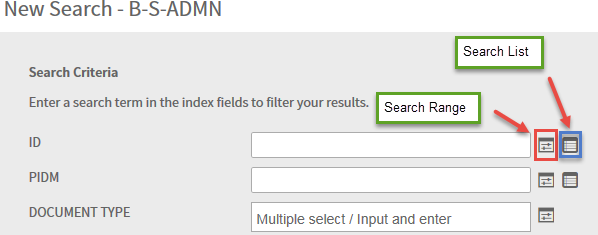 New Search - B-S-ADMN
Search List
Search Criteria
Enter a search term in the index fields to filter your results.
Search Range
ID
PIDM
DOCUMENT TYPE
Multiple select / Input and enter